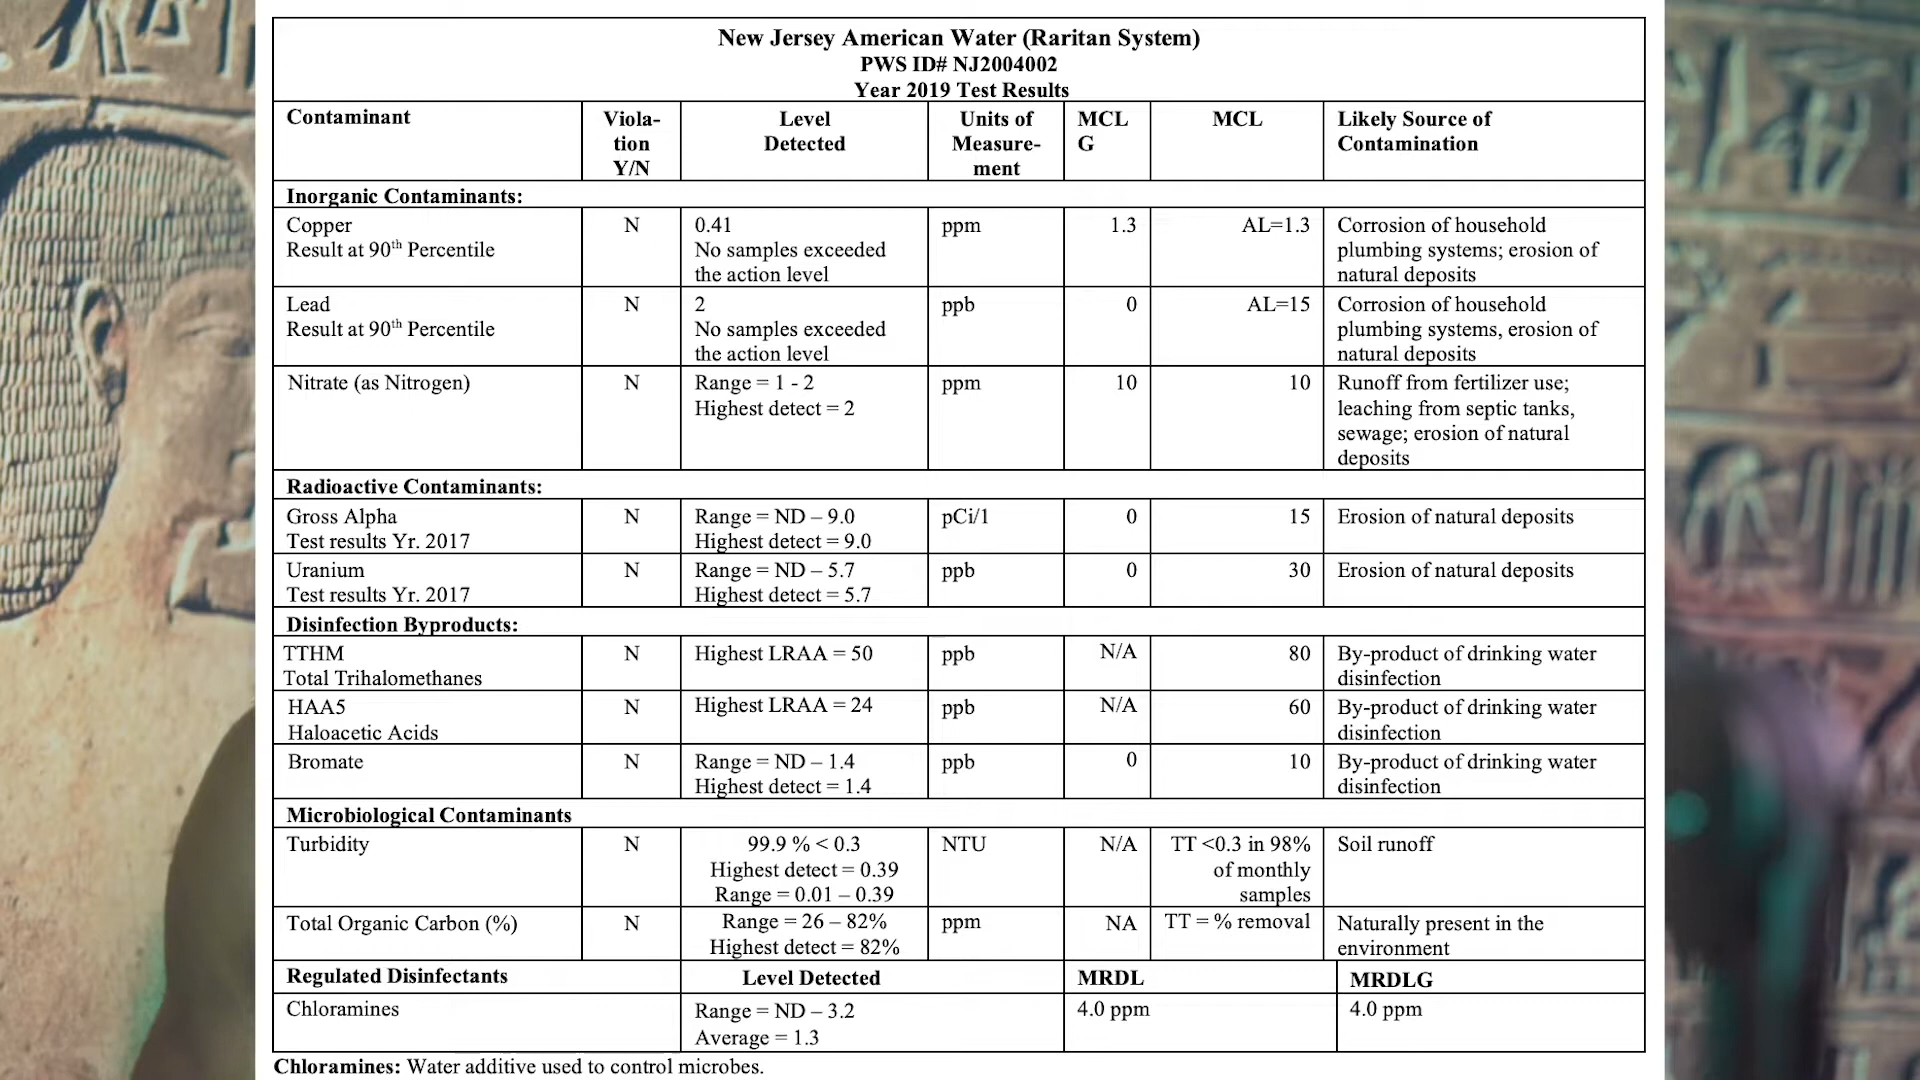 New Jersey American Water (Raritan System)
PWS ID# NJ2004002
Year 2019 Test Results
Contaminant
Viola-
tion
Y/N
Level
Detected
Units of
Measure-
ment
MCL
G
MCL
Likely Source of
Contamination
Inorganic Contaminants:
Copper
Result at 90th Percentile
N
0.41
No samples exceeded
the action level
ppm
1.3
AL=1.3
Corrosion of household
plumbing systems; erosion of
natural deposits
Lead
Result at 90th Percentile
N
2
No samples exceeded
the action level
ppb
0
AL=15
Corrosion of household
plumbing systems, erosion of
natural deposits
Nitrate (as Nitrogen)
N
Range = 1 - 2
Highest detect = 2
ppm
10
10
Runoff from fertilizer use;
leaching from septic tanks,
sewage; erosion of natural
deposits
Radioactive Contaminants:
Gross Alpha
Test results Yr. 2017
N
Range = ND – 9.0
Highest detect = 9.0
pCi/1
0
15
Erosion of natural deposits
Uranium
Test results Yr. 2017
N
Range = ND – 5.7
Highest detect = 5.7
ppb
0
30
Erosion of natural deposits
Disinfection Byproducts:
TTHM
Total Trihalomethanes
N
Highest LRAA = 50
ppb
N/A
80
By-product of drinking water
disinfection
HAA5
Haloacetic Acids
N
Highest LRAA = 24
ppb
N/A
60
By-product of drinking water
disinfection
Bromate
N
Range = ND – 1.4
Highest detect = 1.4
ppb
0
10
By-product of drinking water
disinfection
Microbiological Contaminants
Turbidity
N
99.9 % < 0.3
Highest detect = 0.39
Range = 0.01 – 0.39
NTU
N/A
TT <0.3 in 98%
of monthly
samples
Soil runoff
Total Organic Carbon (%)
N
Range = 26 – 82%
Highest detect = 82%
ppm
NA
TT = % removal
Naturally present in the
environment
Regulated Disinfectants
Level Detected
MRDL
MRDLG
Chloramines
Range = ND – 3.2
Average = 1.3
4.0 ppm
4.0 ppm
Chloramines: Water additive used to control microbes.